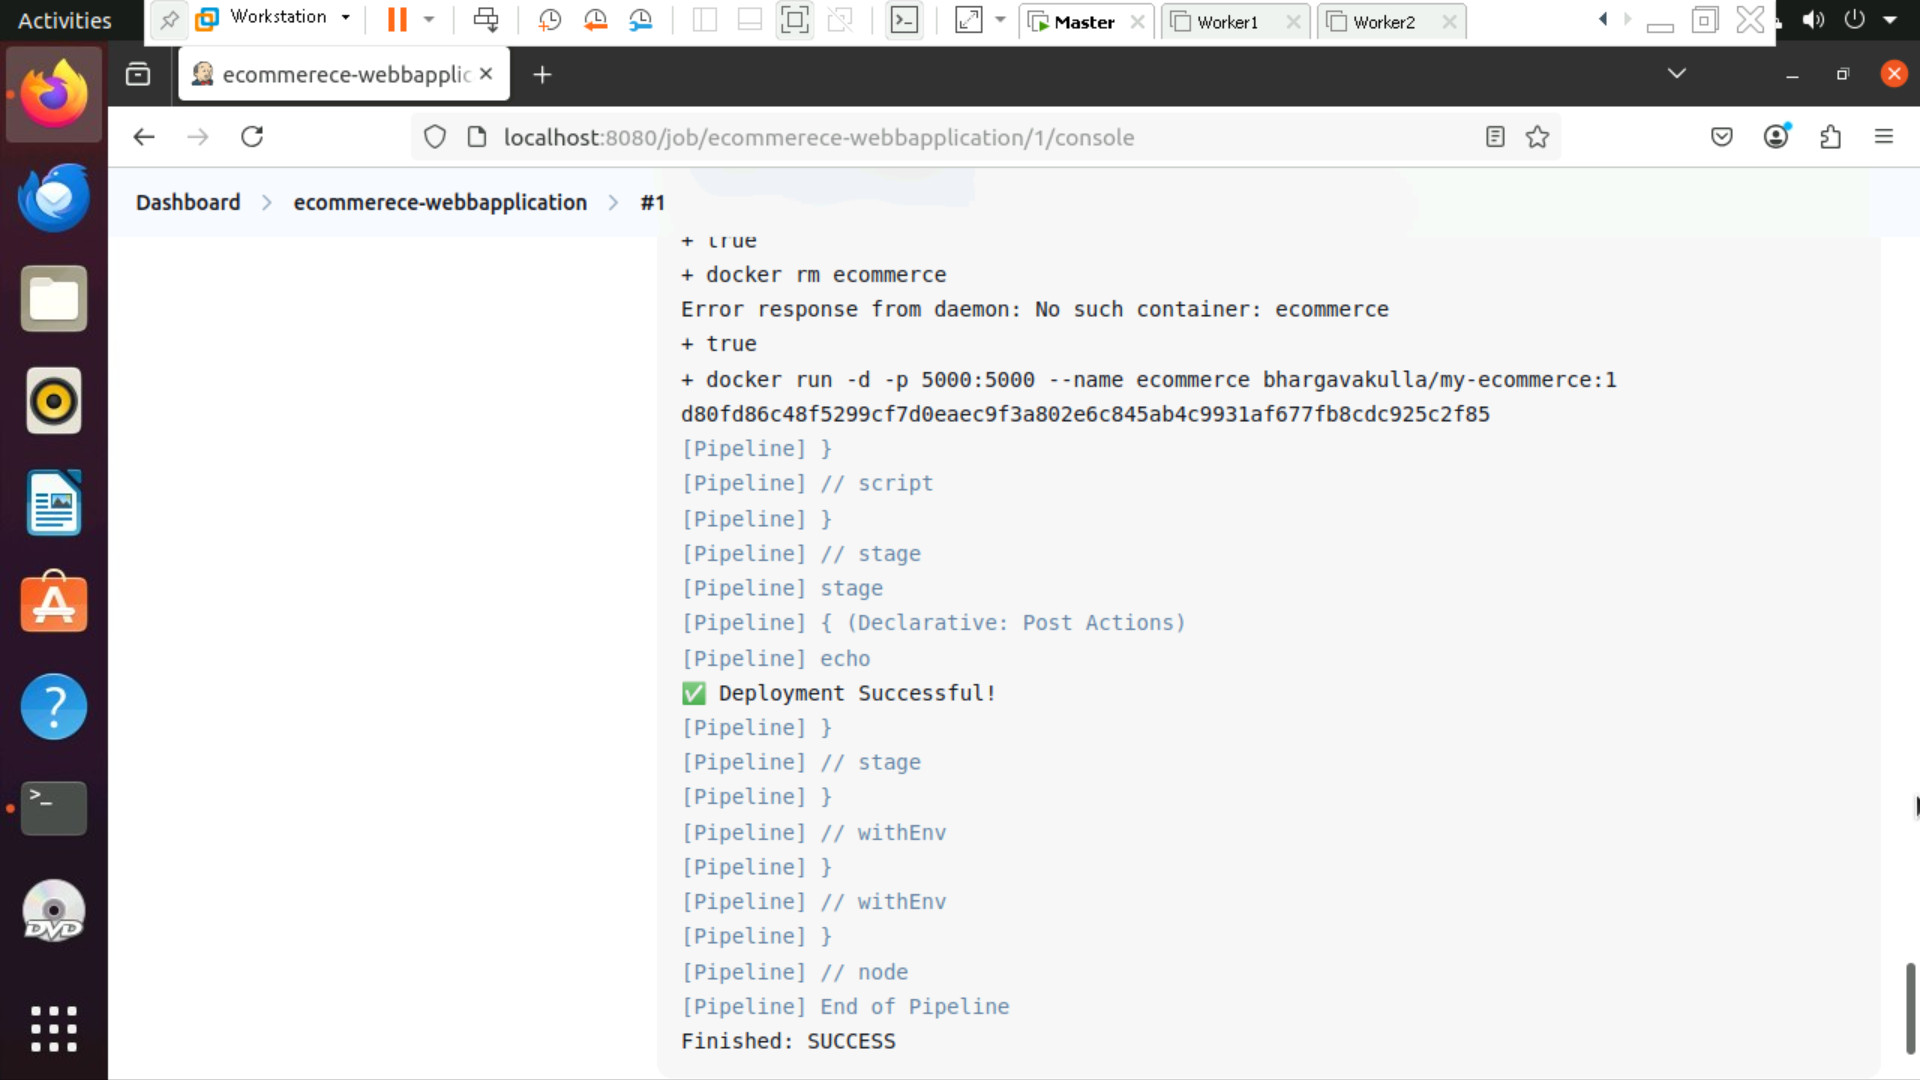 Activities
Workstation
Master
Worker1
Worker2
ecommerece-webbapplic
localhost:8080/job/ecommerece-webbapplication/1/console
Dashboard > ecommerece-webbapplication > #1
+ true
+ docker rm ecommerce
Error response from daemon: No such container: ecommerce
+ true
+ docker run -d -p 5000:5000 --name ecommerce bhargavakulla/my-ecommerce:1
d80fd86c48f5299cf7d0eaec9f3a802e6c845ab4c9931af677fb8cdc925c2f85
[Pipeline] }
[Pipeline] // script
[Pipeline] }
[Pipeline] // stage
[Pipeline] stage
[Pipeline] { (Declarative: Post Actions)
[Pipeline] echo
✅ Deployment Successful!
[Pipeline] }
[Pipeline] // stage
[Pipeline] }
[Pipeline] // withEnv
[Pipeline] }
[Pipeline] // withEnv
[Pipeline] }
[Pipeline] // node
[Pipeline] End of Pipeline
Finished: SUCCESS
DVD